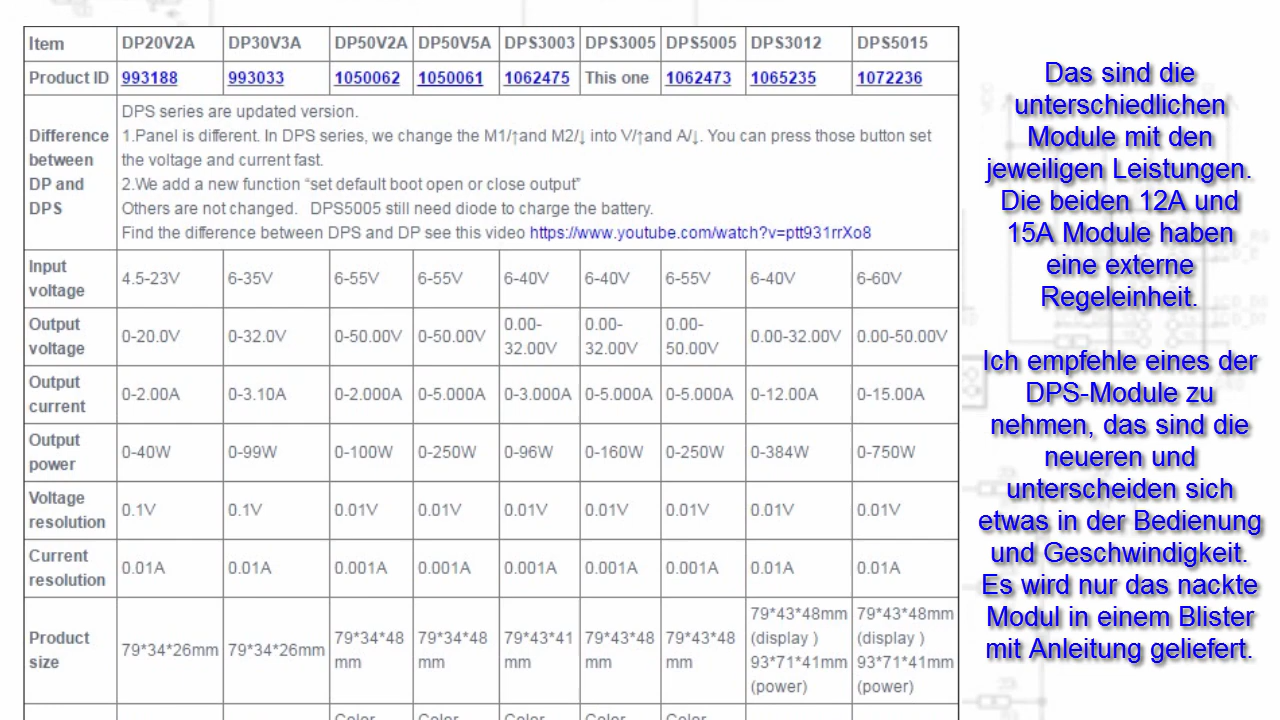 Item DP20V2A DP30V3A DP50V2A DP50V5A DPS3003 DPS3005 DPS5005 DPS3012 DPS5015
Product ID 993188 993033 1050062 1050061 1062475 This one 1062473 1065235 1072236
Difference between DP and DPS
DPS series are updated version.
1.Panel is different. In DPS series, we change the M1/↑and M2/↓ into V/↑and A/↓. You can press those button set
the voltage and current fast.
2.We add a new function “set default boot open or close output”
Others are not changed. DPS5005 still need diode to charge the battery.
Find the difference between DPS and DP see this video https://www.youtube.com/watch?v=ptt931rrXo8
Input voltage 4.5-23V 6-35V 6-55V 6-55V 6-40V 6-40V 6-55V 6-40V 6-60V
Output voltage 0-20.0V 0-32.0V 0-50.00V 0-50.00V 0.00-32.00V 0.00-32.00V 0.00-50.00V 0.00-32.00V 0.00-50.00V
Output current 0-2.00A 0-3.10A 0-2.000A 0-5.000A 0-3.000A 0-5.000A 0-5.000A 0-12.00A 0-15.00A
Output power 0-40W 0-99W 0-100W 0-250W 0-96W 0-160W 0-250W 0-384W 0-750W
Voltage resolution 0.1V 0.1V 0.01V 0.01V 0.01V 0.01V 0.01V 0.01V 0.01V
Current resolution 0.01A 0.01A 0.001A 0.001A 0.001A 0.001A 0.001A 0.01A 0.01A
Product size 79*34*26mm 79*34*26mm 79*34*48 mm 79*34*48 mm 79*43*41 mm 79*43*48 mm 79*43*48 mm 79*43*48mm (display ) 93*71*41mm (power) 79*43*48mm (display ) 93*71*41mm (power)
Color Color Color Color Color
Das sind die
unterschiedlichen
Module mit den
jeweiligen Leistungen.
Die beiden 12A und
15A Module haben
eine externe
Regeleinheit.
Ich empfehle eines der
DPS-Module zu
nehmen, das sind die
neueren und
unterscheiden sich
etwas in der Bedienung
und Geschwindigkeit.
Es wird nur das nackte
Modul in einem Blister
mit Anleitung geliefert.